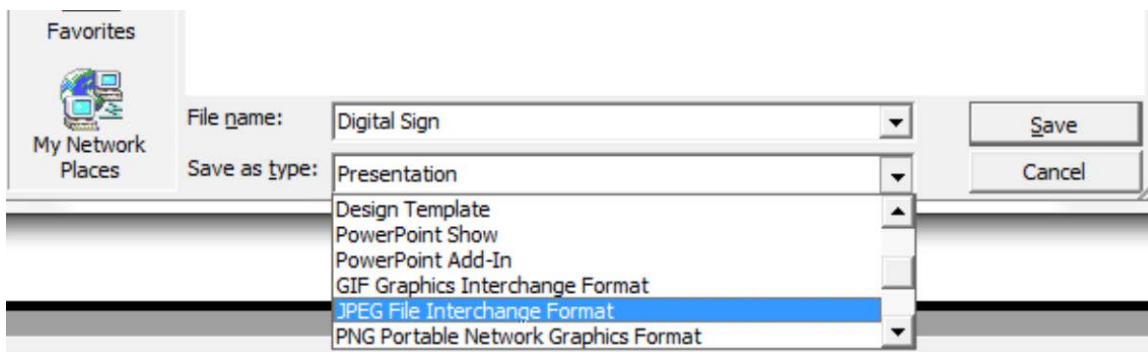 Favorites
My Network
Places
File name:
Digital Sign
Save
Save as type:
Presentation
Cancel
Design Template
PowerPoint Show
PowerPoint Add-In
GIF Graphics Interchange Format
JPEG File Interchange Format
PNG Portable Network Graphics Format